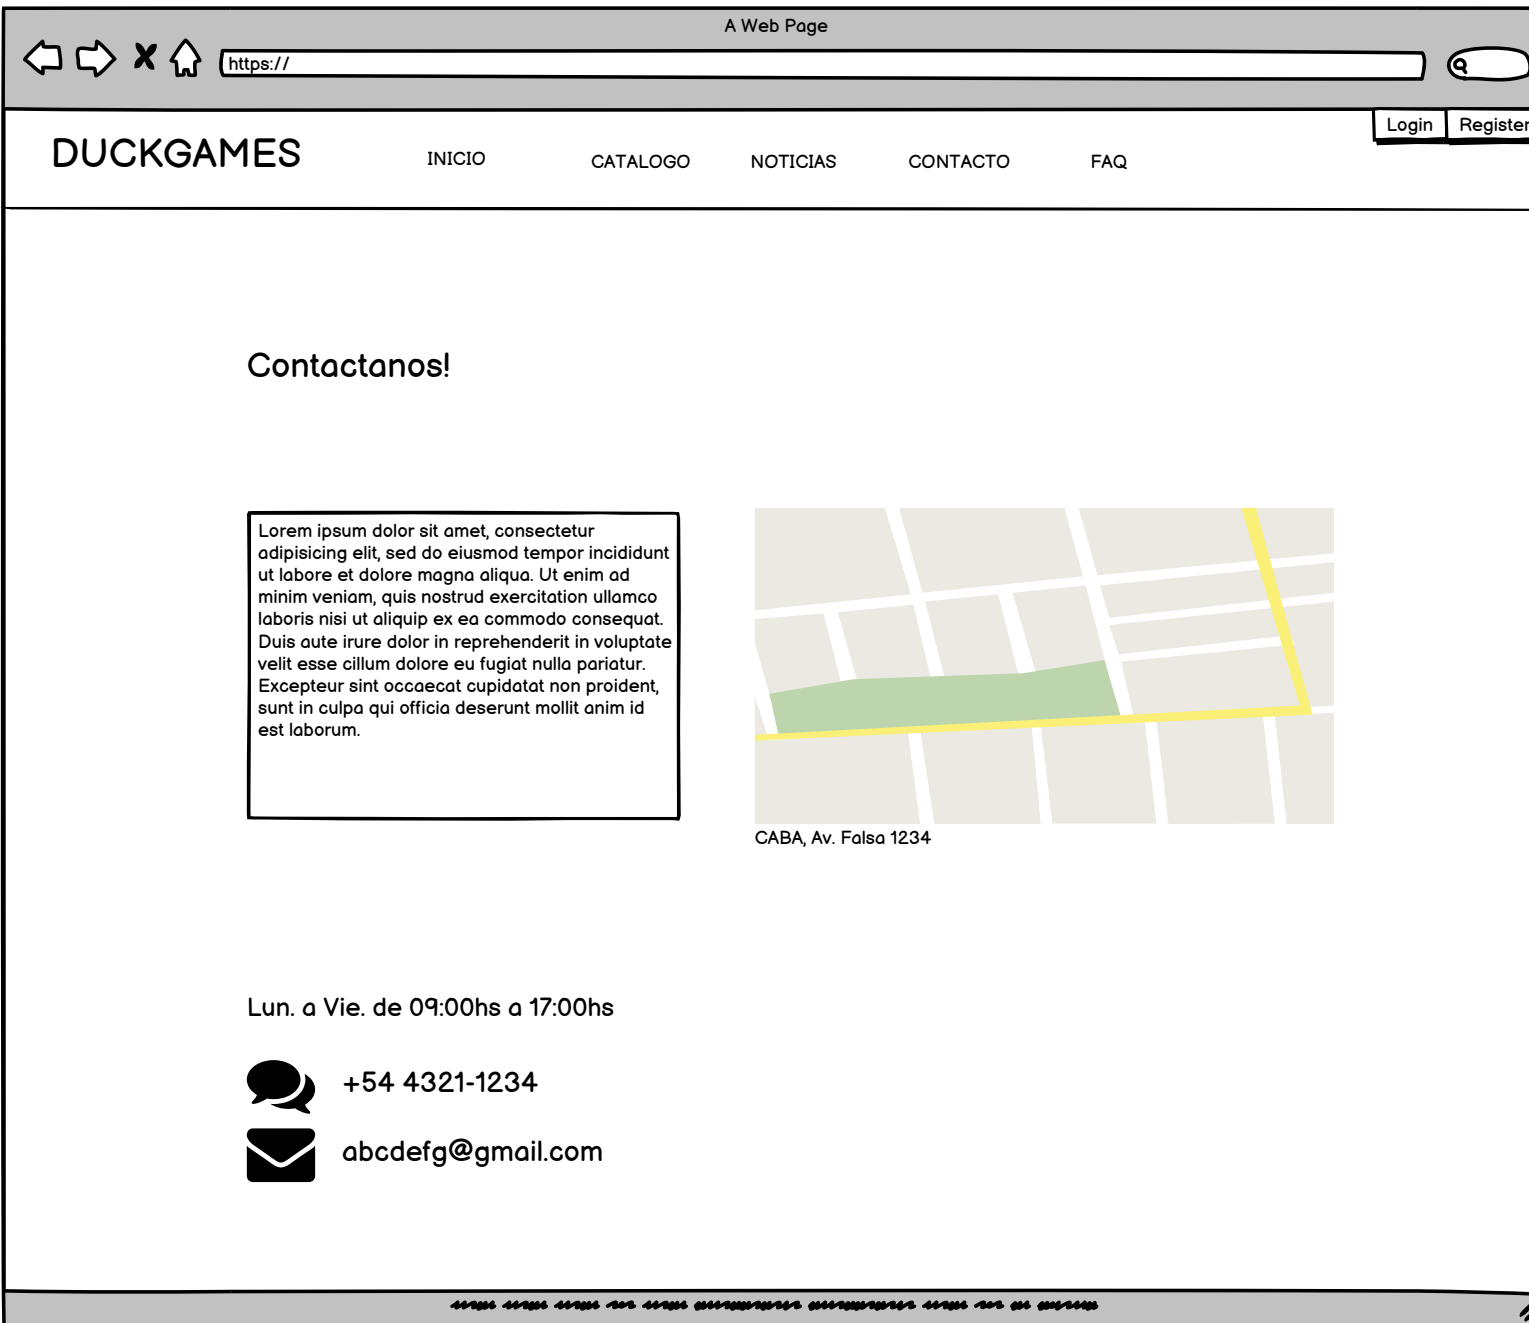 A Web Page
https://
Login Register
DUCKGAMES INICIO CATALOGO NOTICIAS CONTACTO FAQ
Contactanos!
Lorem ipsum dolor sit amet, consectetur
adipisicing elit, sed do eiusmod tempor incididunt
ut labore et dolore magna aliqua. Ut enim ad
minim veniam, quis nostrud exercitation ullamco
laboris nisi ut aliquip ex ea commodo consequat.
Duis aute irure dolor in reprehenderit in voluptate
velit esse cillum dolore eu fugiat nulla pariatur.
Excepteur sint occaecat cupidatat non proident,
sunt in culpa qui officia deserunt mollit anim id
est laborum.
CABA, Av. Falsa 1234
Lun. a Vie. de 09:00hs a 17:00hs
+54 4321-1234
abcdefg@gmail.com